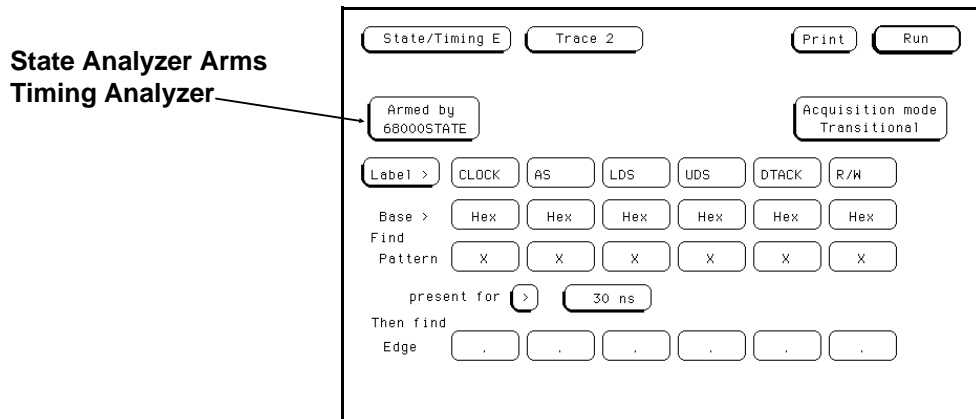 State/Timing E Trace 2 Print Run
State Analyzer Arms
Timing Analyzer
Armed by
68000STATE
Acquisition mode
Transitional
Label > CLOCK AS LDS UDS DTACK R/W
Base > Hex Hex Hex Hex Hex Hex
Find
Pattern X X X X X X
present for > 30 ns
Then find
Edge . . . . . .